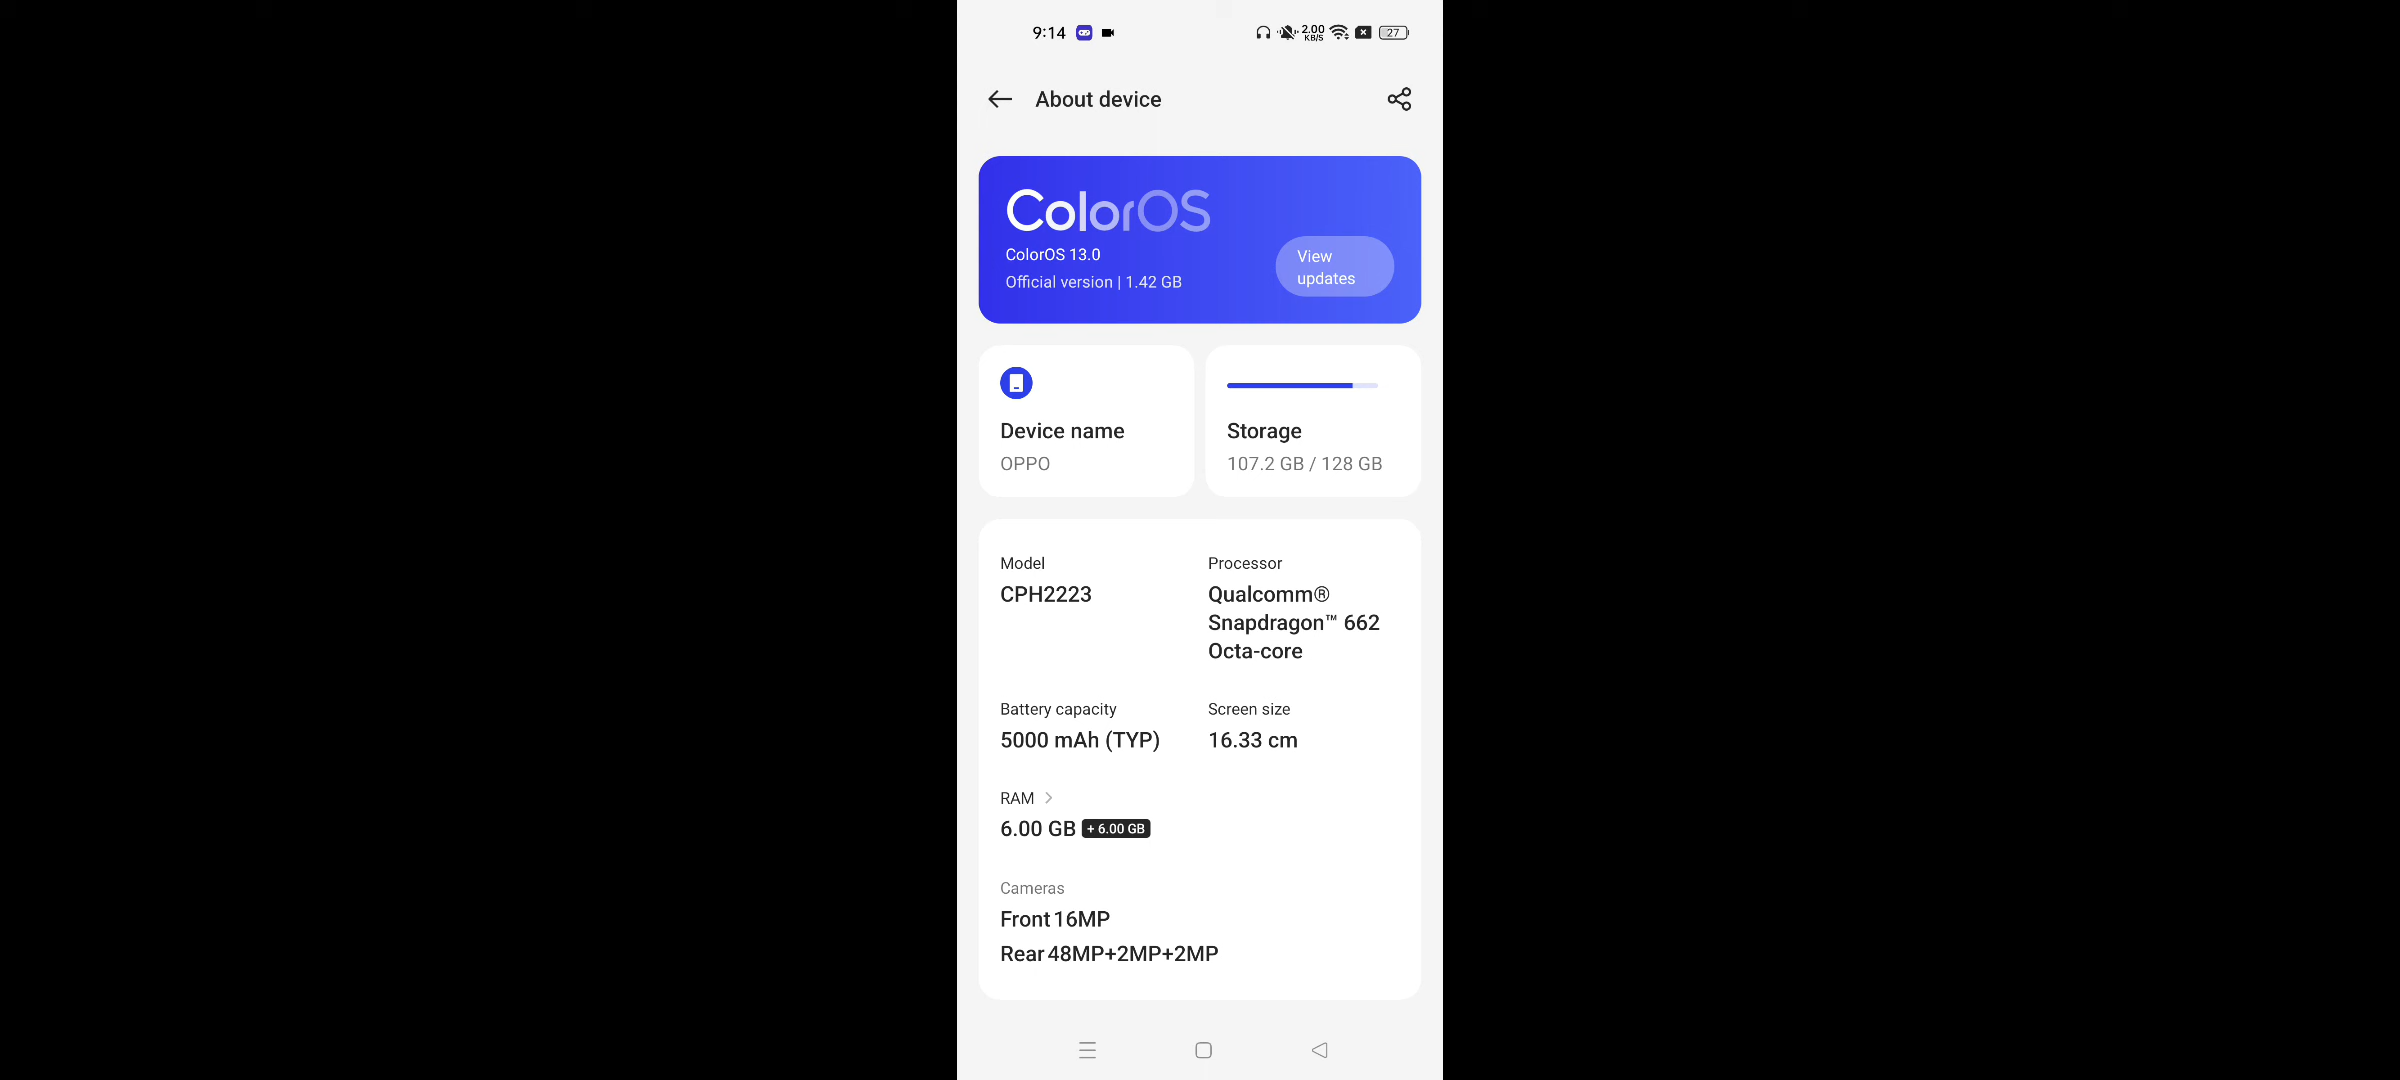 9:14 2.00 KB/S 27
About device
ColorOS
ColorOS 13.0
Official version | 1.42 GB
View
updates
Device name
OPPO
Storage
107.2 GB / 128 GB
Model
CPH2223
Processor
Qualcomm®
Snapdragon™ 662
Octa-core
Battery capacity
5000 mAh (TYP)
Screen size
16.33 cm
RAM
6.00 GB + 6.00 GB
Cameras
Front 16MP
Rear 48MP+2MP+2MP